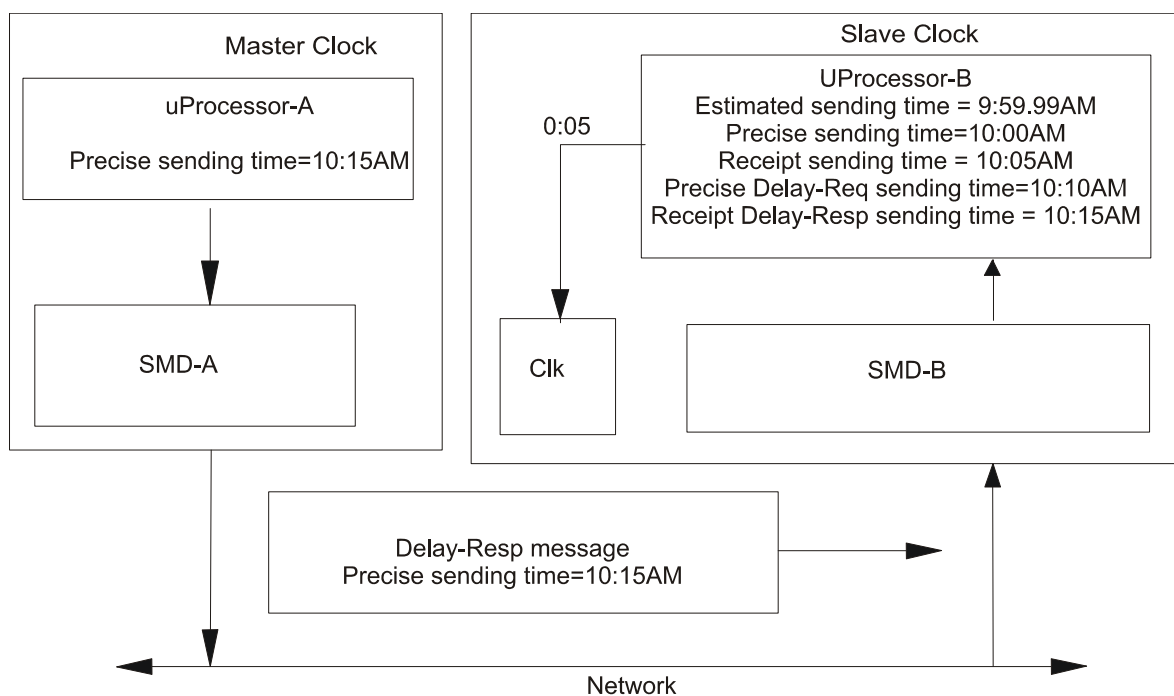 Master Clock
uProcessor-A
Precise sending time=10:15AM
SMD-A
Slave Clock
UProcessor-B
Estimated sending time = 9:59.99AM
Precise sending time=10:00AM
Receipt sending time = 10:05AM
Precise Delay-Req sending time=10:10AM
Receipt Delay-Resp sending time = 10:15AM
0:05
Clk
SMD-B
Delay-Resp message
Precise sending time=10:15AM
Network